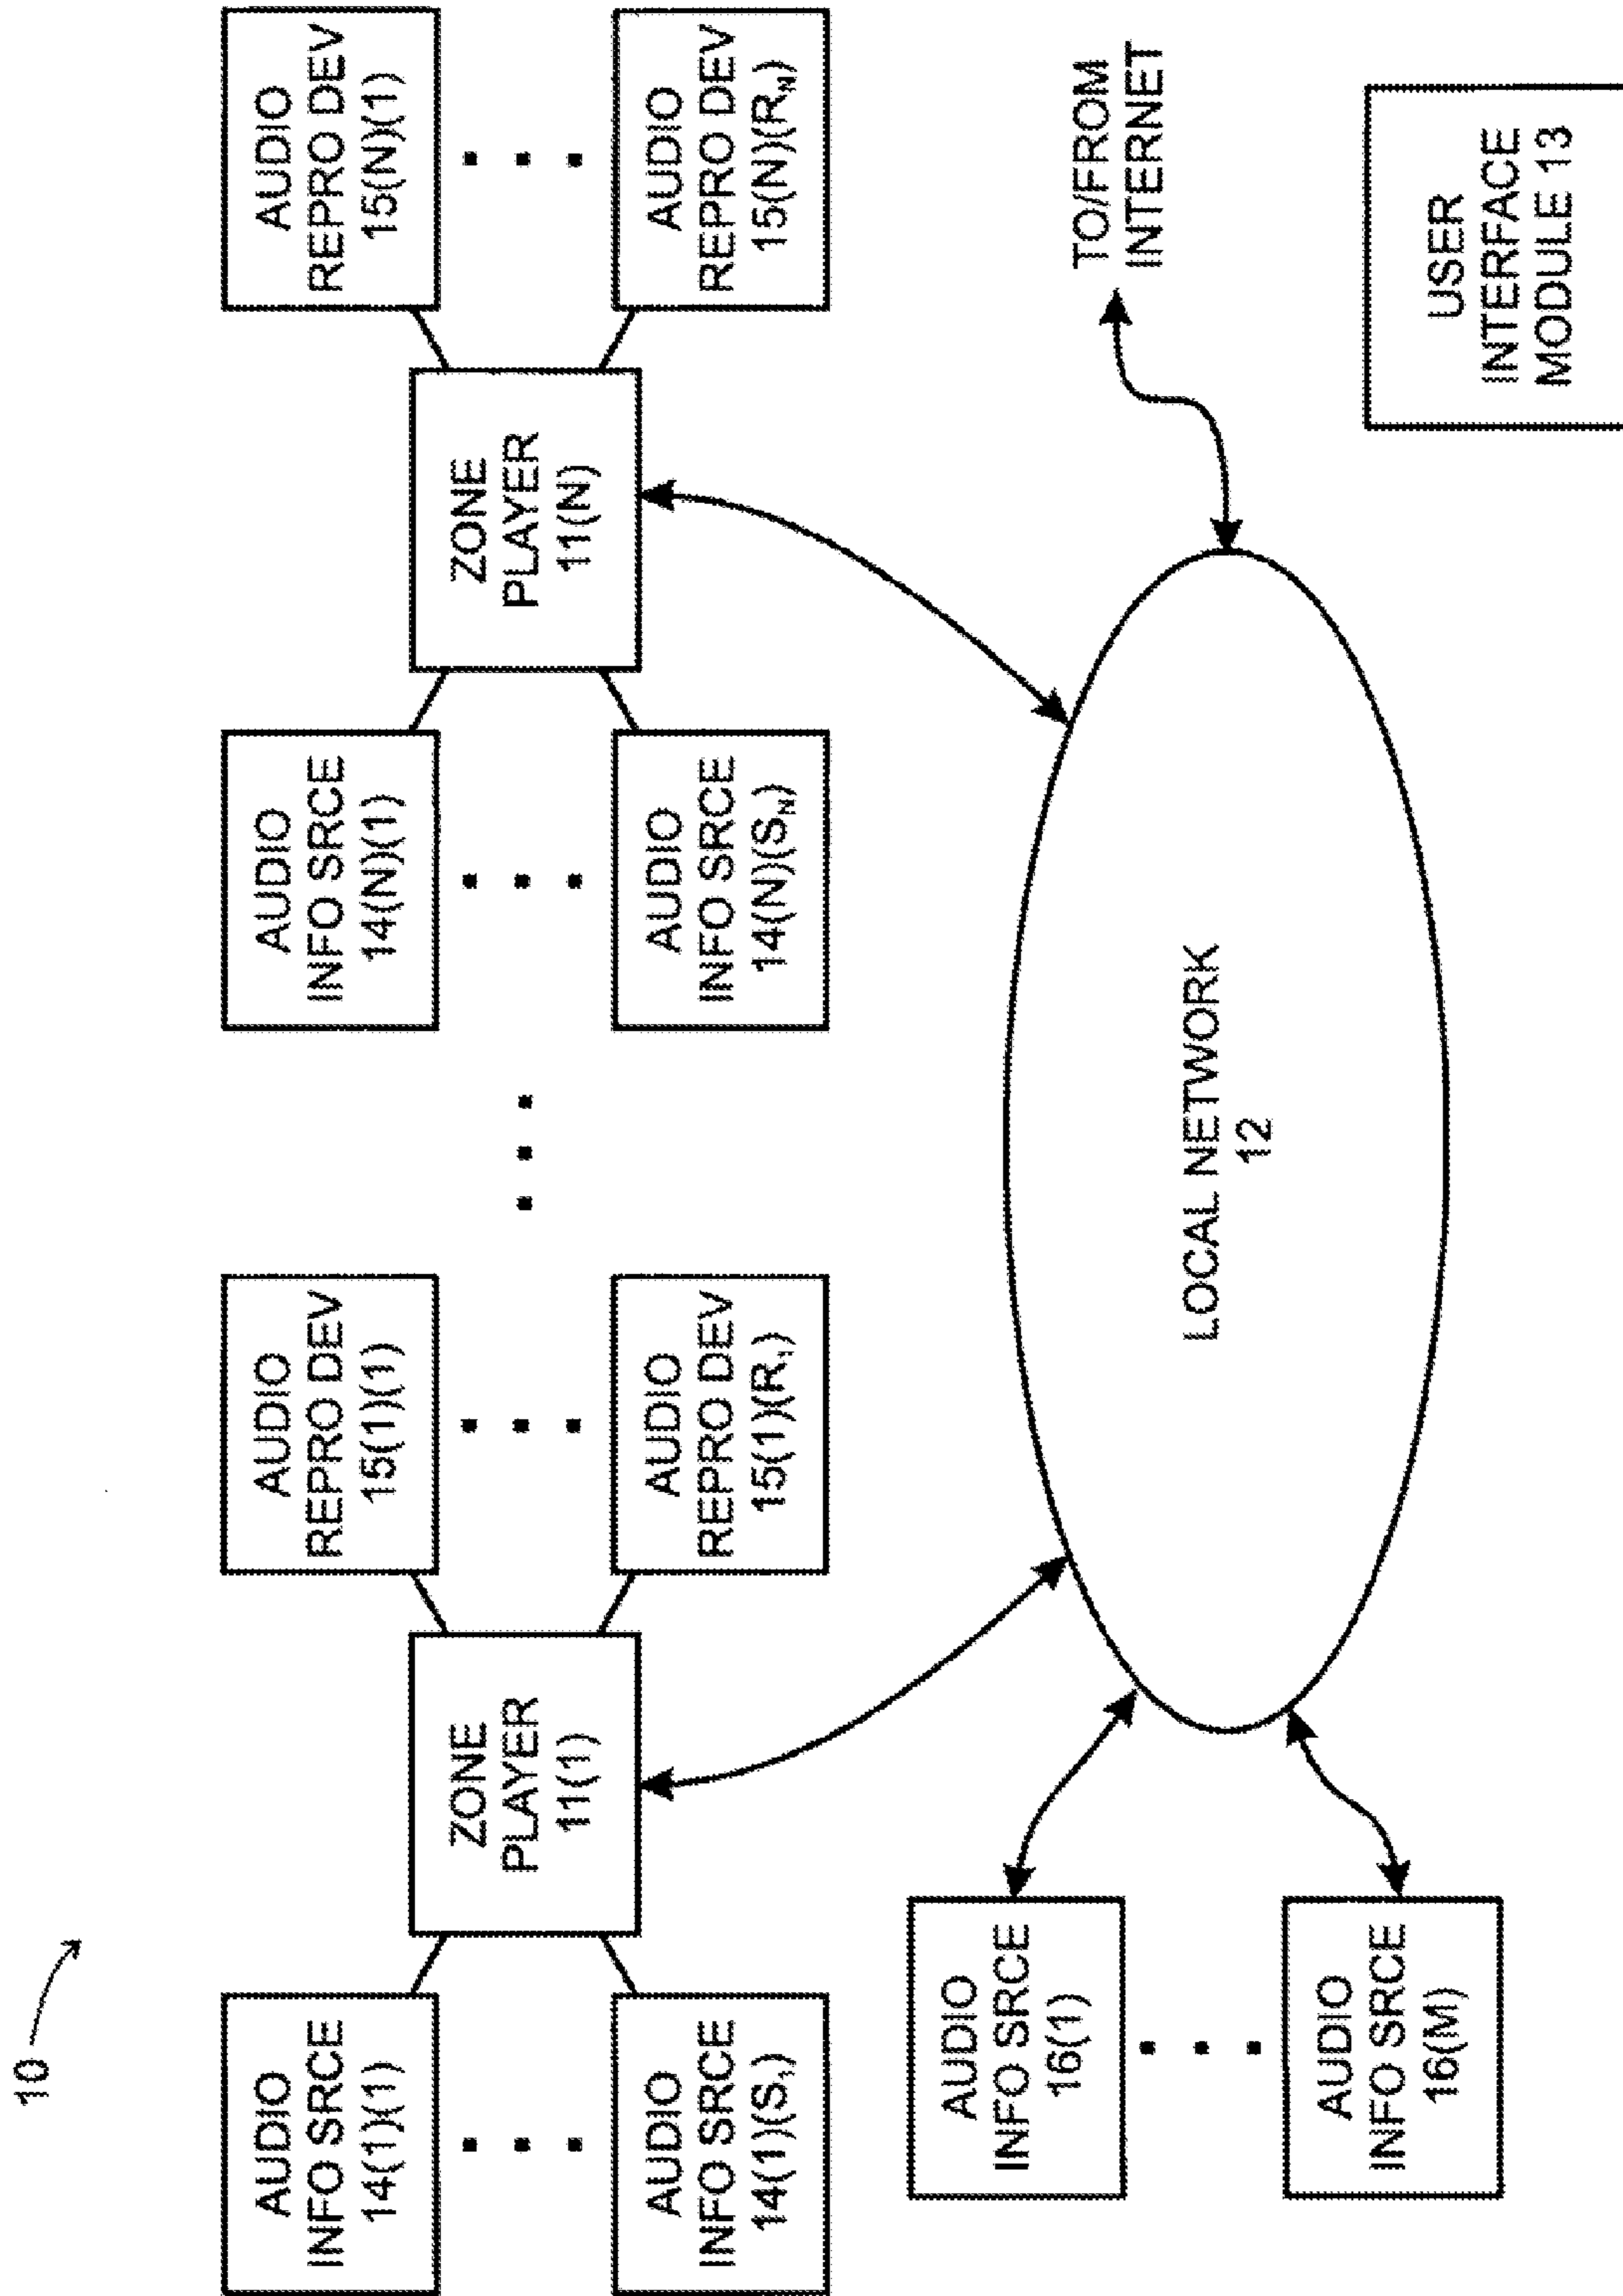 10
AUDIO
INFO SRCE
14(1)(1)
AUDIO
INFO SRCE
14(1)(S₁)
ZONE
PLAYER
11(1)
AUDIO
REPRO DEV
15(1)(1)
AUDIO
REPRO DEV
15(1)(R₁)
AUDIO
INFO SRCE
14(N)(1)
AUDIO
INFO SRCE
14(N)(S_N)
ZONE
PLAYER
11(N)
AUDIO
REPRO DEV
15(N)(1)
AUDIO
REPRO DEV
15(N)(R_N)
AUDIO
INFO SRCE
16(1)
AUDIO
INFO SRCE
16(M)
LOCAL NETWORK
12
TO/FROM
INTERNET
USER
INTERFACE
MODULE 13